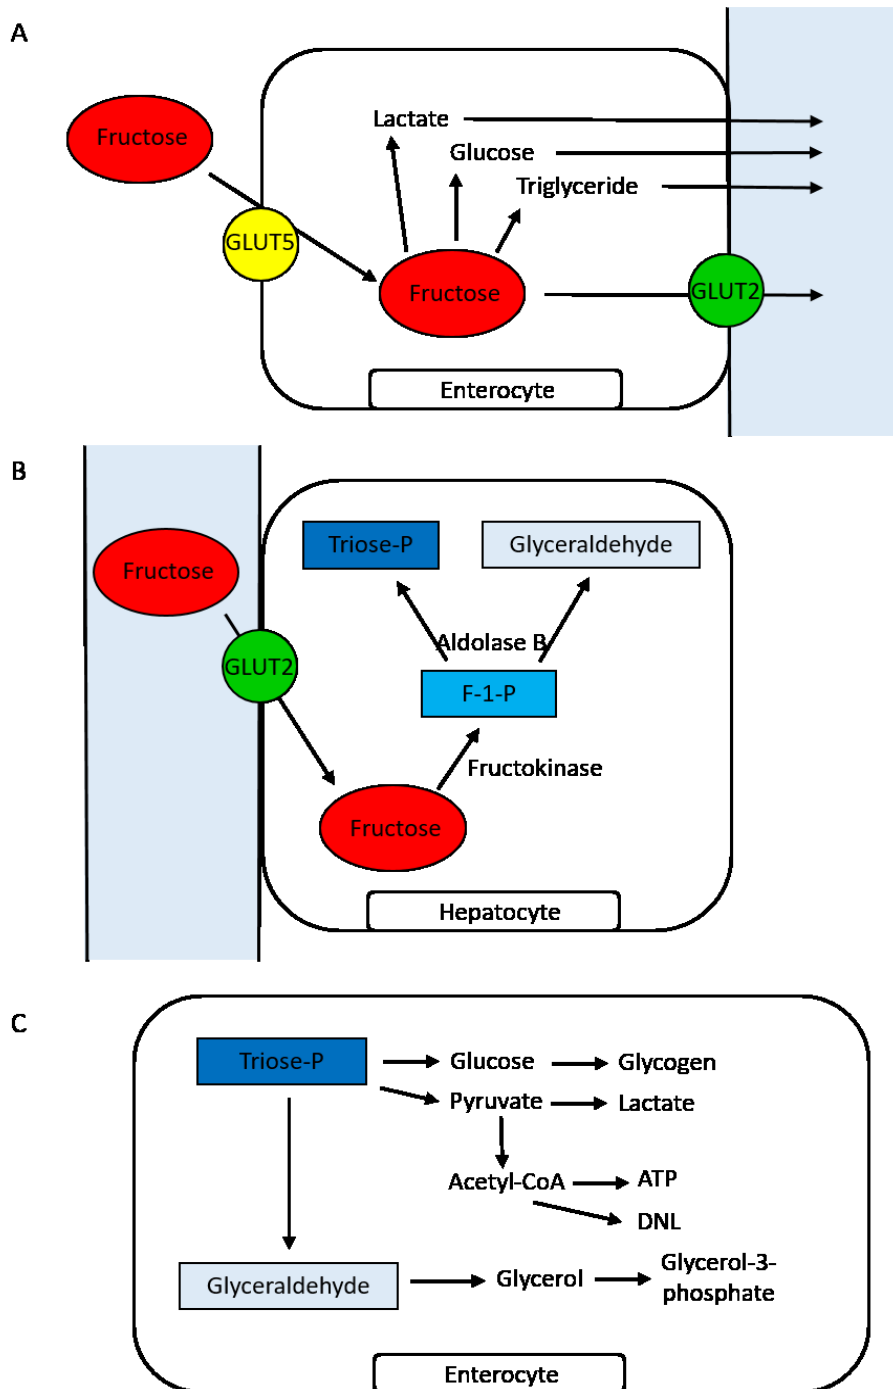 A
Fructose
Lactate
Glucose
Triglyceride
GLUT5
Fructose
GLUT2
Enterocyte
B
Fructose
Triose-P
Glyceraldehyde
Aldolase B
GLUT2
F-1-P
Fructokinase
Fructose
Hepatocyte
C
Triose-P
Glucose
Glycogen
Pyruvate
Lactate
Acetyl-CoA
ATP
DNL
Glyceraldehyde
Glycerol
Glycerol-3-
phosphate
Enterocyte